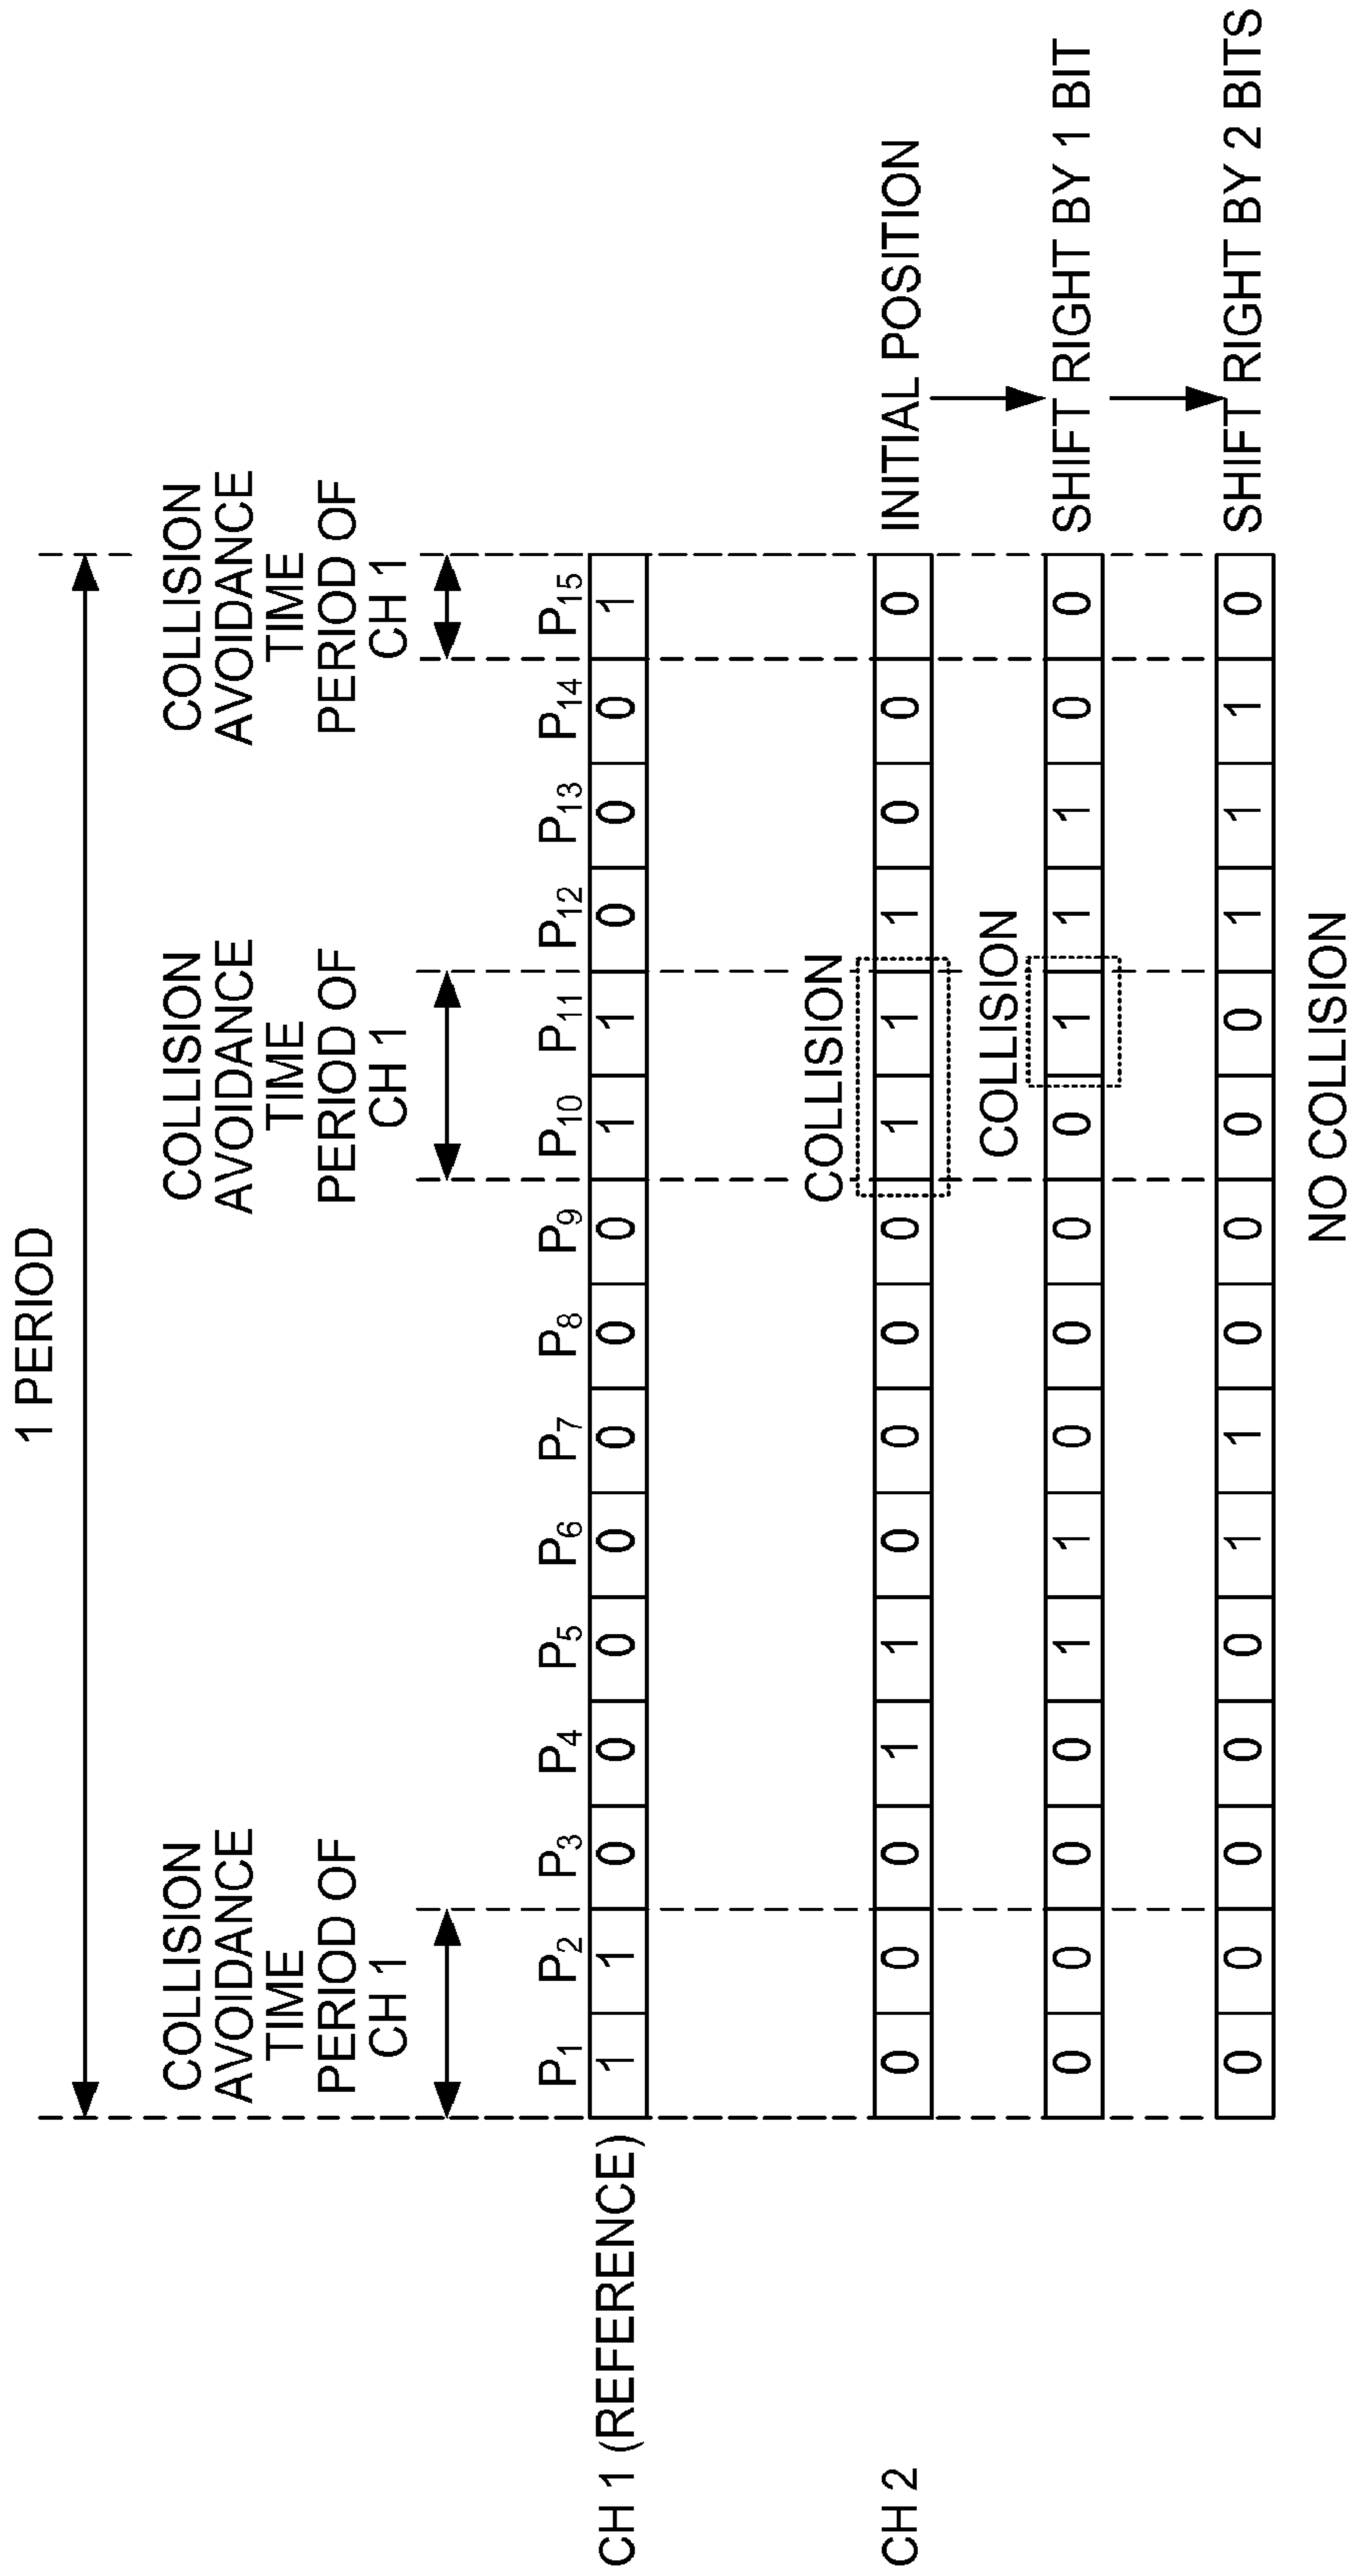 1 PERIOD
COLLISION
AVOIDANCE
TIME
PERIOD OF
CH 1
COLLISION
AVOIDANCE
TIME
PERIOD OF
CH 1
COLLISION
AVOIDANCE
TIME
PERIOD OF
CH 1
P1 P2 P3 P4 P5 P6 P7 P8 P9 P10 P11 P12 P13 P14 P15
CH 1 (REFERENCE) 1 1 0 0 0 0 0 0 0 1 1 0 0 0 1
COLLISION
CH 2 0 0 0 1 1 0 0 0 0 1 1 1 0 0 0 INITIAL POSITION
COLLISION
0 0 0 0 1 1 0 0 0 0 1 1 1 0 0 SHIFT RIGHT BY 1 BIT
0 0 0 0 0 1 1 0 0 0 0 1 1 1 0 SHIFT RIGHT BY 2 BITS
NO COLLISION